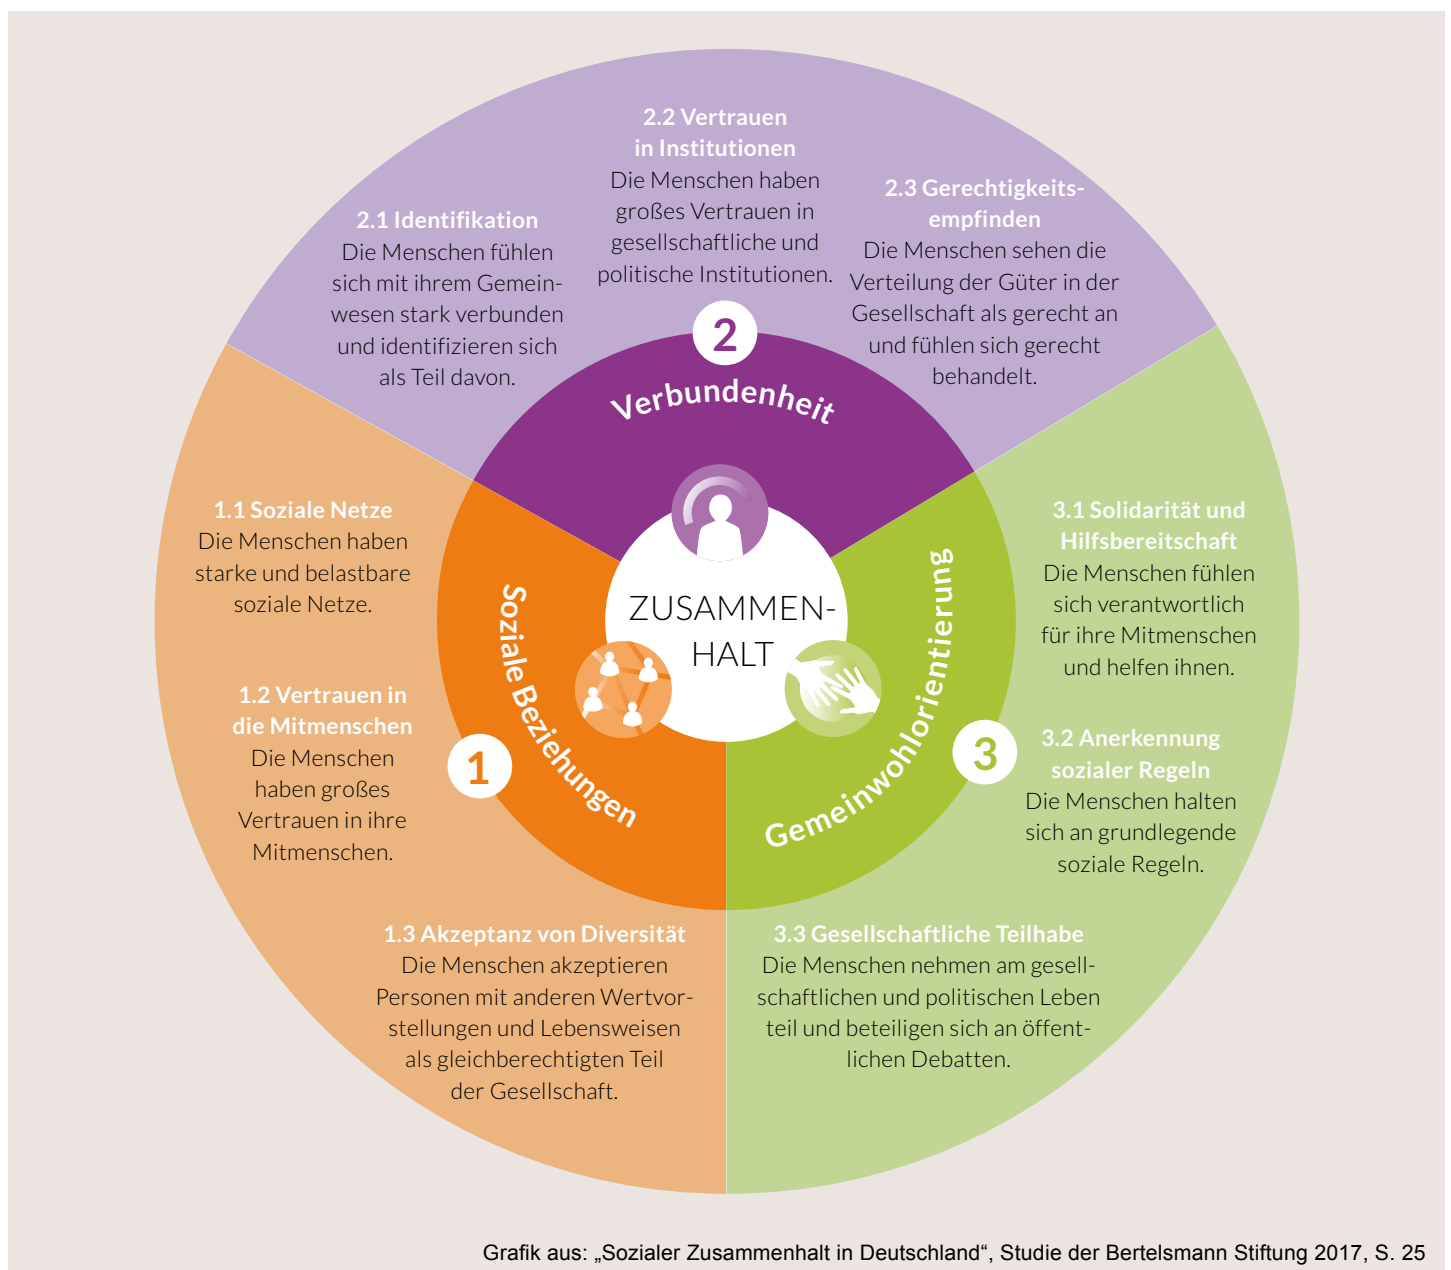 ZUSAMMEN-
HALT
1
Soziale Beziehungen
1.1 Soziale Netze
Die Menschen haben
starke und belastbare
soziale Netze.
1.2 Vertrauen in
die Mitmenschen
Die Menschen
haben großes
Vertrauen in ihre
Mitmenschen.
1.3 Akzeptanz von Diversität
Die Menschen akzeptieren
Personen mit anderen Wertvor-
stellungen und Lebensweisen
als gleichberechtigten Teil
der Gesellschaft.
2
Verbundenheit
2.1 Identifikation
Die Menschen fühlen
sich mit ihrem Gemein-
wesen stark verbunden
und identifizieren sich
als Teil davon.
2.2 Vertrauen
in Institutionen
Die Menschen haben
großes Vertrauen in
gesellschaftliche und
politische Institutionen.
2.3 Gerechtigkeits-
empfinden
Die Menschen sehen die
Verteilung der Güter in der
Gesellschaft als gerecht an
und fühlen sich gerecht
behandelt.
3
Gemeinwohlorientierung
3.1 Solidarität und
Hilfsbereitschaft
Die Menschen fühlen
sich verantwortlich
für ihre Mitmenschen
und helfen ihnen.
3.2 Anerkennung
sozialer Regeln
Die Menschen halten
sich an grundlegende
soziale Regeln.
3.3 Gesellschaftliche Teilhabe
Die Menschen nehmen am gesell-
schaftlichen und politischen Leben
teil und beteiligen sich an öffent-
lichen Debatten.
Grafik aus: „Sozialer Zusammenhalt in Deutschland“, Studie der Bertelsmann Stiftung 2017, S. 25